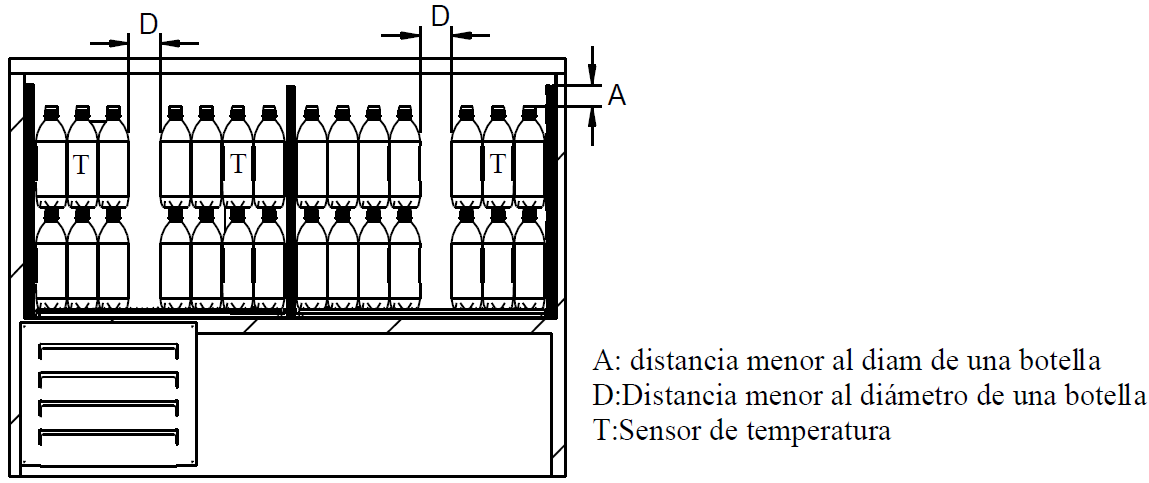 D
D
A
T
T
T
A: distancia menor al diam de una botella
D:Distancia menor al diámetro de una botella
T:Sensor de temperatura